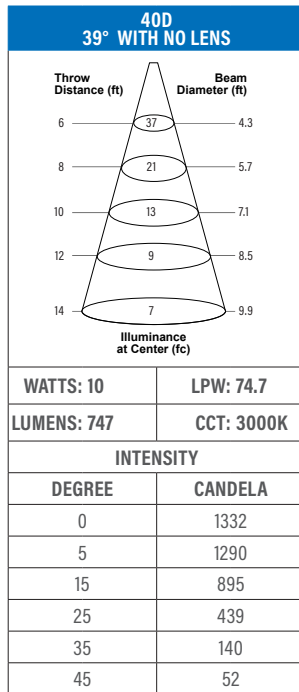 40D
39° WITH NO LENS
Throw Beam
Distance (ft) Diameter (ft)
6 37 4.3
8 21 5.7
10 13 7.1
12 9 8.5
14 7 9.9
Illuminance
at Center (fc)
WATTS: 10 LPW: 74.7
LUMENS: 747 CCT: 3000K
INTENSITY
DEGREE CANDELA
0 1332
5 1290
15 895
25 439
35 140
45 52